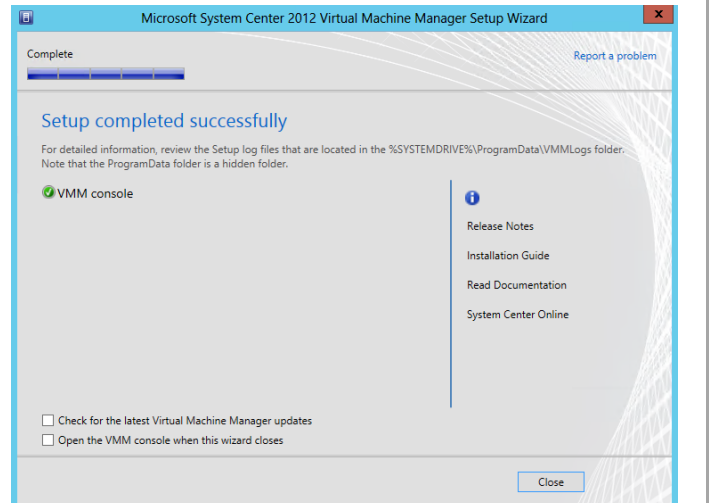 Microsoft System Center 2012 Virtual Machine Manager Setup Wizard
x
Complete
Report a problem
Setup completed successfully
For detailed information, review the Setup log files that are located in the %SYSTEMDRIVE%\ProgramData\VMMLogs folder.
Note that the ProgramData folder is a hidden folder.
VMM console
Release Notes
Installation Guide
Read Documentation
System Center Online
Check for the latest Virtual Machine Manager updates
Open the VMM console when this wizard closes
Close